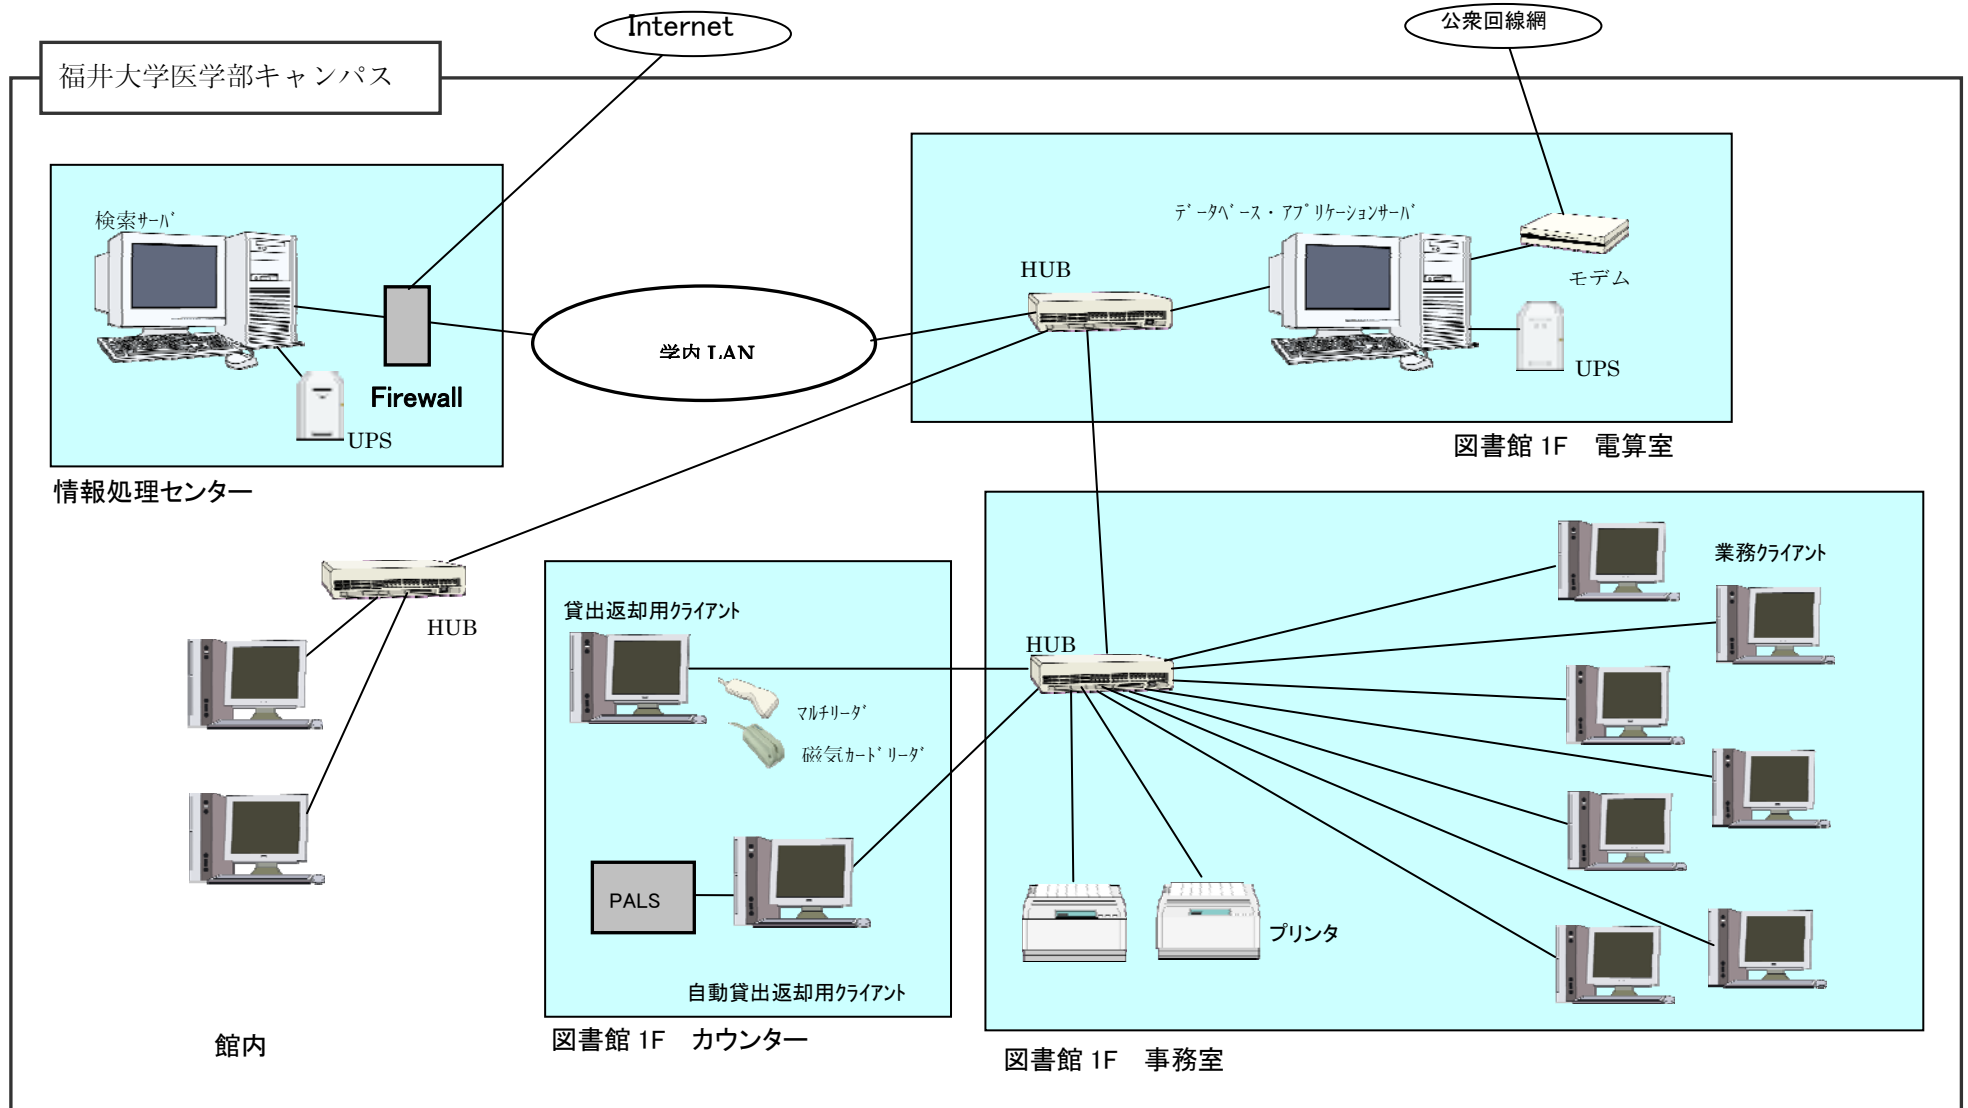 Internet
公衆回線網
福井大学医学部キャンパス
検索ｻｰﾊﾞ
ﾃﾞｰﾀﾍﾞｰｽ・ｱﾌﾟﾘｹｰｼｮﾝｻｰﾊﾞ
HUB
モデム
学内 LAN
UPS
Firewall
UPS
図書館 1F　電算室
情報処理センター
業務ｸﾗｲｱﾝﾄ
貸出返却用ｸﾗｲｱﾝﾄ
HUB
HUB
ﾏﾙﾁﾘｰﾀﾞ
磁気ｶｰﾄﾞﾘｰﾀﾞ
PALS
プリンタ
自動貸出返却用ｸﾗｲｱﾝﾄ
館内
図書館 1F　カウンター
図書館 1F　事務室